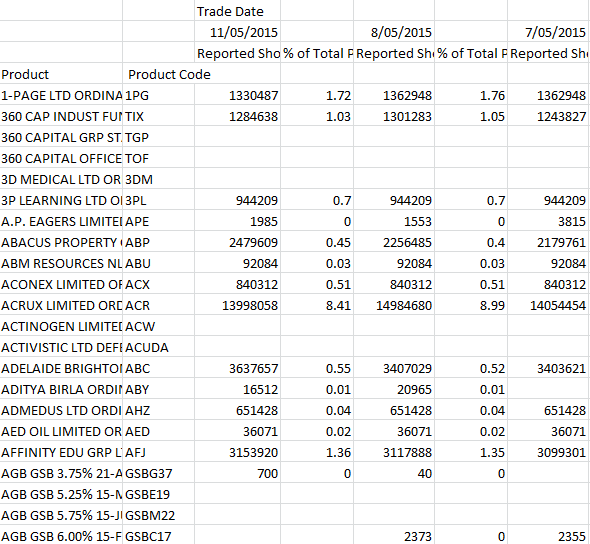 Trade Date
11/05/2015 8/05/2015 7/05/2015
Reported Sho % of Total P Reported Sho % of Total P Reported Sh
Product Product Code
1-PAGE LTD ORDINA 1PG 1330487 1.72 1362948 1.76 1362948
360 CAP INDUST FUN TIX 1284638 1.03 1301283 1.05 1243827
360 CAPITAL GRP ST. TGP
360 CAPITAL OFFICE TOF
3D MEDICAL LTD OR 3DM
3P LEARNING LTD O 3PL 944209 0.7 944209 0.7 944209
A.P. EAGERS LIMITE APE 1985 0 1553 0 3815
ABACUS PROPERTY ABP 2479609 0.45 2256485 0.4 2179761
ABM RESOURCES NL ABU 92084 0.03 92084 0.03 92084
ACONEX LIMITED O ACX 840312 0.51 840312 0.51 840312
ACRUX LIMITED ORD ACR 13998058 8.41 14984680 8.99 14054454
ACTINOGEN LIMITE ACW
ACTIVISTIC LTD DEF ACUDA
ADELAIDE BRIGHTO ABC 3637657 0.55 3407029 0.52 3403621
ADITYA BIRLA ORDIN ABY 16512 0.01 20965 0.01
ADMEDUS LTD ORDI AHZ 651428 0.04 651428 0.04 651428
AED OIL LIMITED OR AED 36071 0.02 36071 0.02 36071
AFFINITY EDU GRP L AFJ 3153920 1.36 3117888 1.35 3099301
AGB GSB 3.75% 21-A GSBG37 700 0 40 0
AGB GSB 5.25% 15-M GSBE19
AGB GSB 5.75% 15-J GSBM22
AGB GSB 6.00% 15-F GSBC17 2373 0 2355